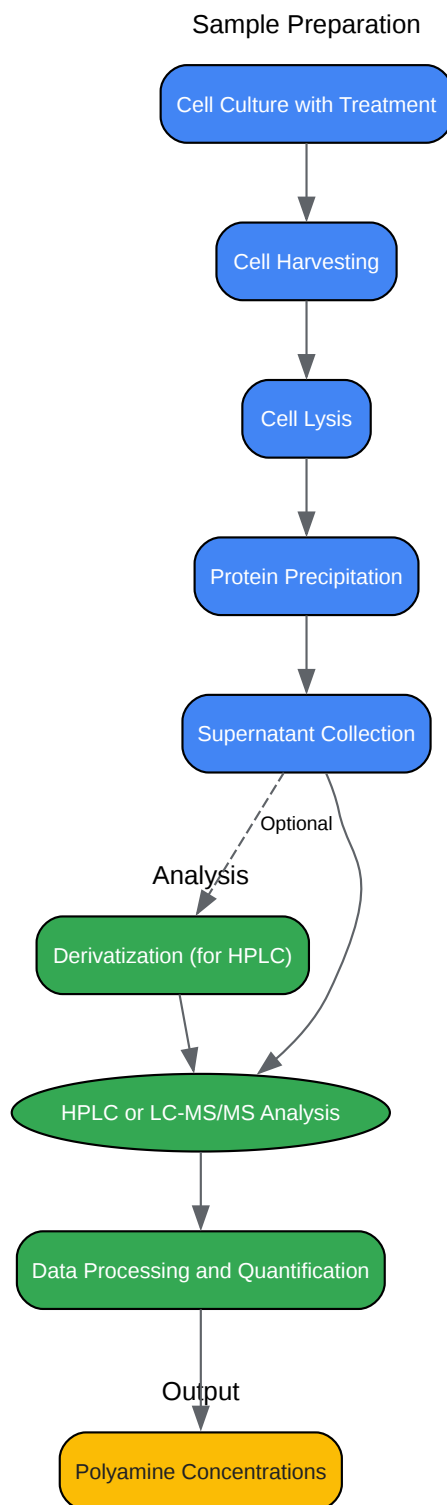 Sample Preparation
Cell Culture with Treatment
Cell Harvesting
Cell Lysis
Protein Precipitation
Supernatant Collection
Optional
Analysis
Derivatization (for HPLC)
HPLC or LC-MS/MS Analysis
Data Processing and Quantification
Output
Polyamine Concentrations